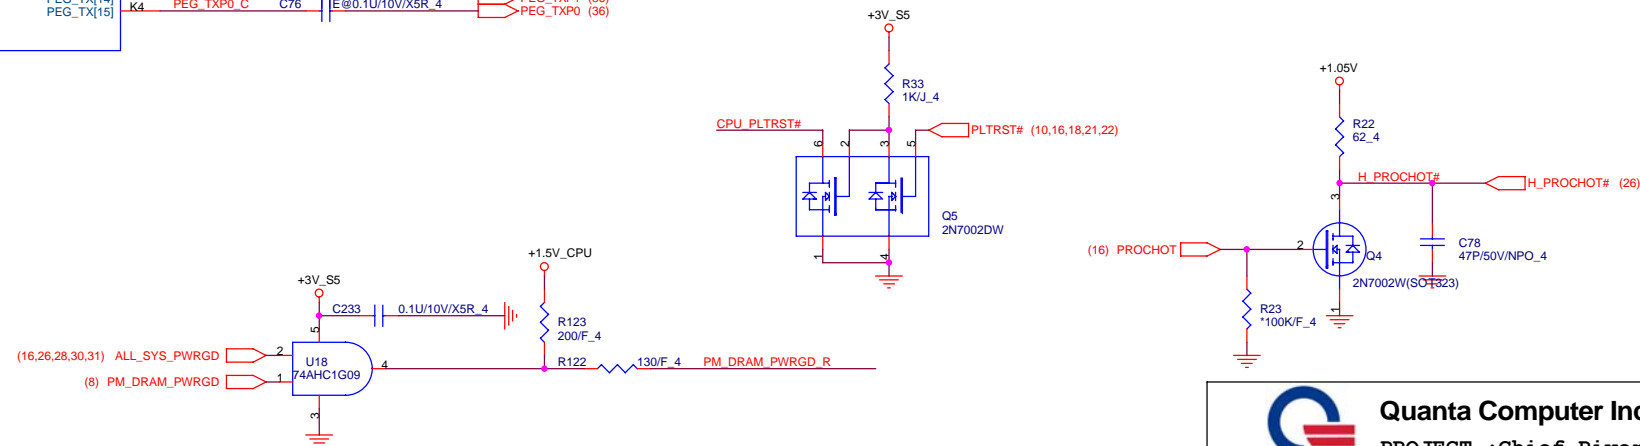 PEG_TX[15]
K4
PEG_TXP0_C
C76
E@0.1U/10V/X5R_4
PEG_TXP0 (36)
+3V_S5
R33
1K/J_4
CPU_PLTRST#
6
2
3
5
PLTRST# (10,16,18,21,22)
Q5
2N7002DW
1
4
+1.05V
R22
62_4
H_PROCHOT#
H_PROCHOT# (26)
3
(16) PROCHOT
2
Q4
2N7002W(SOT323)
1
C78
47P/50V/NPO_4
R23
*100K/F_4
+1.5V_CPU
+3V_S5
C233
0.1U/10V/X5R_4
R123
200/F_4
5
(16,26,28,30,31) ALL_SYS_PWRGD
2
U18
74AHC1G09
4
R122
130/F_4
PM_DRAM_PWRGD_R
(8) PM_DRAM_PWRGD
1
3
Quanta Computer Inc